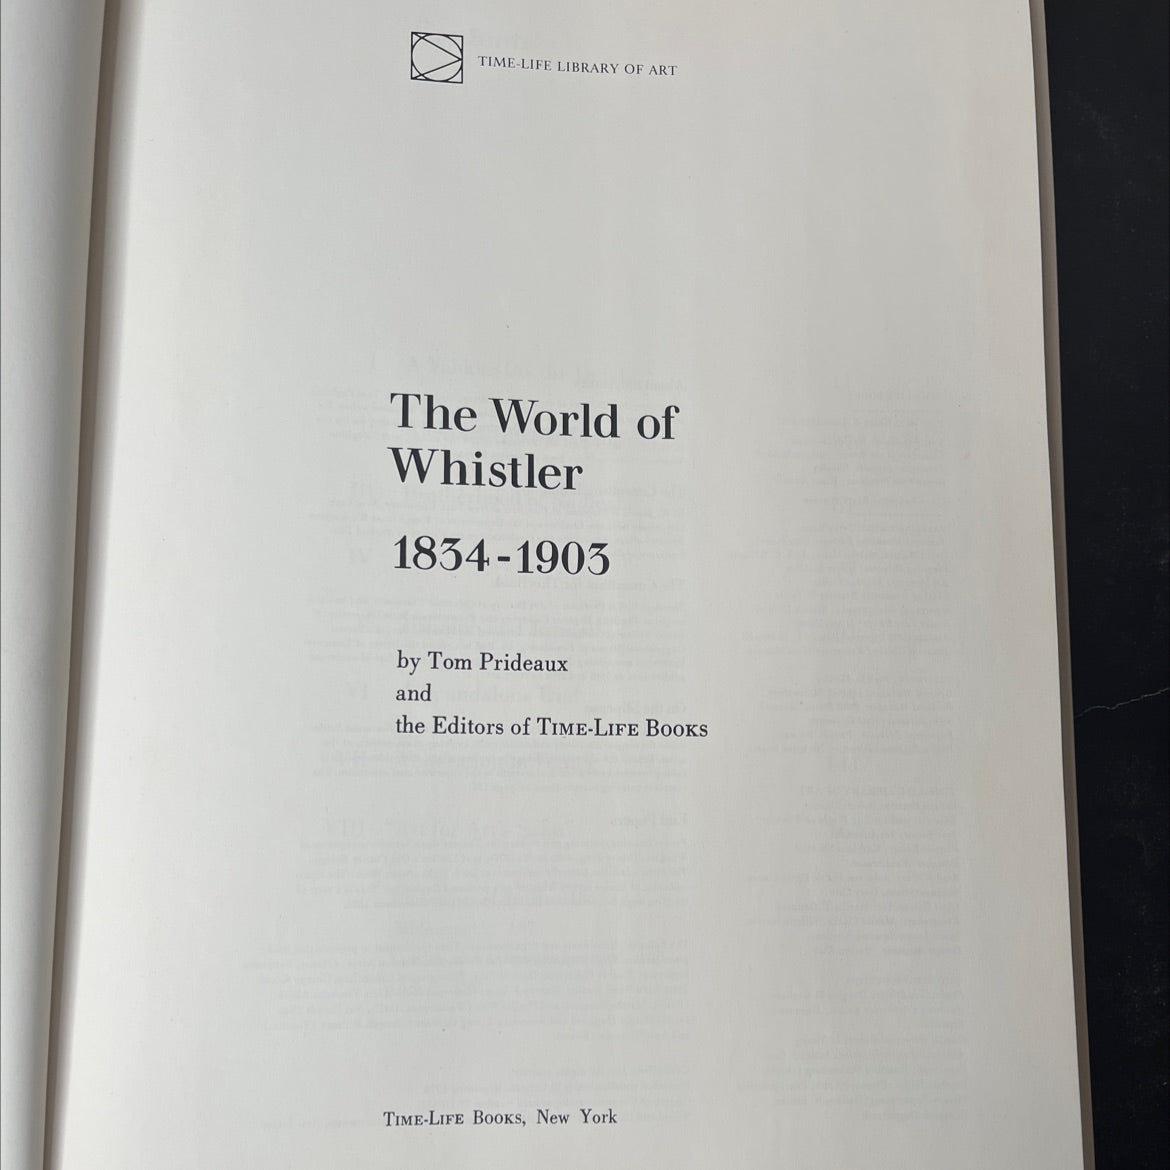 TIME-LIFE LIBRARY OF ART
The World of
Whistler
1834-1903
by Tom Prideaux
and
the Editors of TIME-LIFE BOOKS
TIME-LIFE BOOKS, New York